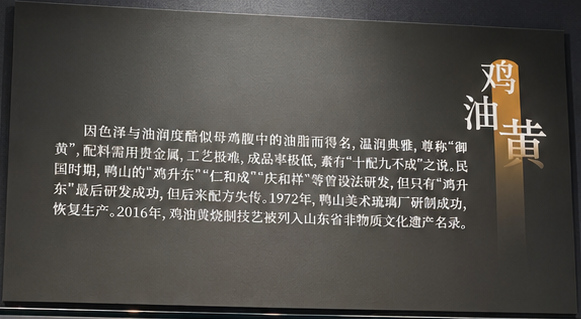 鸡油黄
因色泽与油润度酷似母鸡腹中的油脂而得名，温润典雅，尊称“御
黄”，配料需用贵金属，工艺极难，成品率极低，素有“十配九不成”之说。民
国时期，鸭山的“鸡升东”“仁和成”“庆和祥”等曾设法研发，但只有“鸿升
东”最后研发成功，但后来配方失传。1972年，鸭山美术琉璃厂研制成功，
恢复生产。2016年，鸡油黄烧制技艺被列入山东省非物质文化遗产名录。